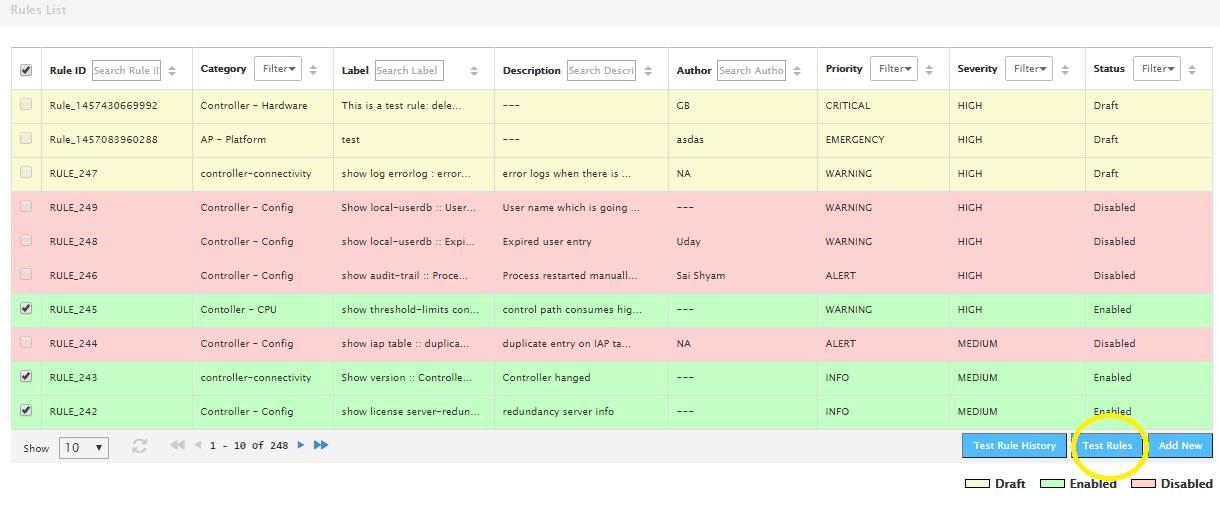 Rules List
Rule ID Search Rule ID Category Filter Label Search Label Description Search Descri Author Search Autho Priority Filter Severity Filter Status Filter
Rule_1457430669992 Controller - Hardware This is a test rule: dele... --- GB CRITICAL HIGH Draft
Rule_1457083960288 AP - Platform test --- asdas EMERGENCY HIGH Draft
RULE_247 controller-connectivity show log errorlog : error... error logs when there is ... NA WARNING HIGH Draft
RULE_249 Controller - Config Show local-userdb :: User... User name which is going ... --- WARNING HIGH Disabled
RULE_248 Controller - Config show local-userdb :: Expi... Expired user entry Uday WARNING HIGH Disabled
RULE_246 Controller - Config show audit-trail :: Proce... Process restarted manuall... Sai Shyam ALERT HIGH Disabled
RULE_245 Contoller - CPU show threshold-limits con... control path consumes hig... --- WARNING HIGH Enabled
RULE_244 Controller - Config show iap table :: duplica... duplicate entry on IAP ta... NA ALERT MEDIUM Disabled
RULE_243 controller-connectivity Show version :: Controlle... Controller hanged --- INFO MEDIUM Enabled
RULE_242 Controller - Config show license server-redun... redundancy server info --- INFO MEDIUM Enabled
Show 10 1 - 10 of 248 Test Rule History Test Rules Add New
Draft Enabled Disabled